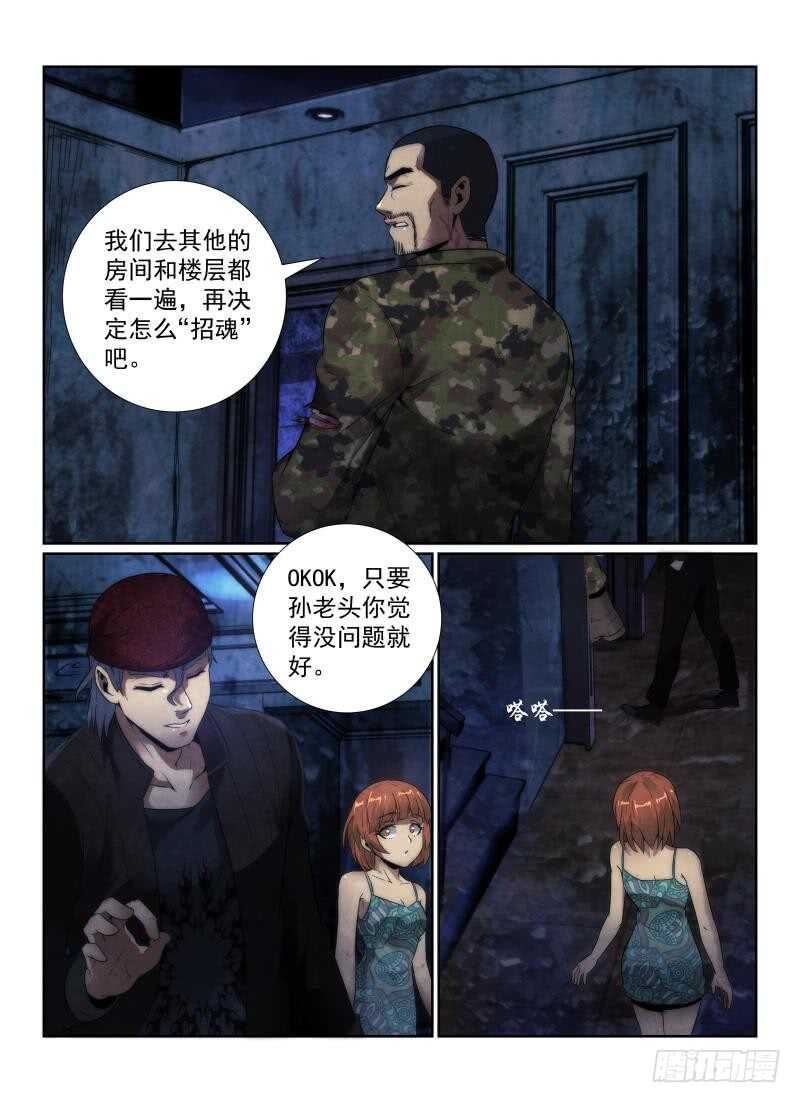 我们去其他的
房间和楼层都
看一遍，再决
定怎么“招魂”
吧。
OKOK，只要
孙老头你觉
得没问题就
好。
嗒嗒——
腾讯动漫